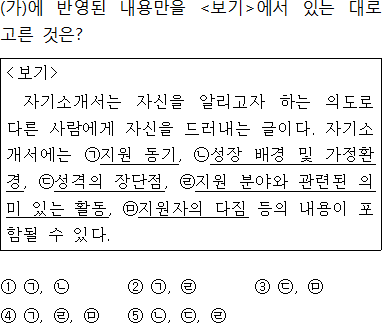 (가)에 반영된 내용만을 <보기>에서 있는 대로
고른 것은?
<보기>
자기소개서는 자신을 알리고자 하는 의도로
다른 사람에게 자신을 드러내는 글이다. 자기소
개서에는 ㉠지원 동기, ㉡성장 배경 및 가정환
경, ㉢성격의 장단점, ㉣지원 분야와 관련된 의
미 있는 활동, ㉤지원자의 다짐 등의 내용이 포
함될 수 있다.
① ㉠, ㉡ ② ㉠, ㉣ ③ ㉢, ㉤
④ ㉠, ㉣, ㉤ ⑤ ㉡, ㉢, ㉣